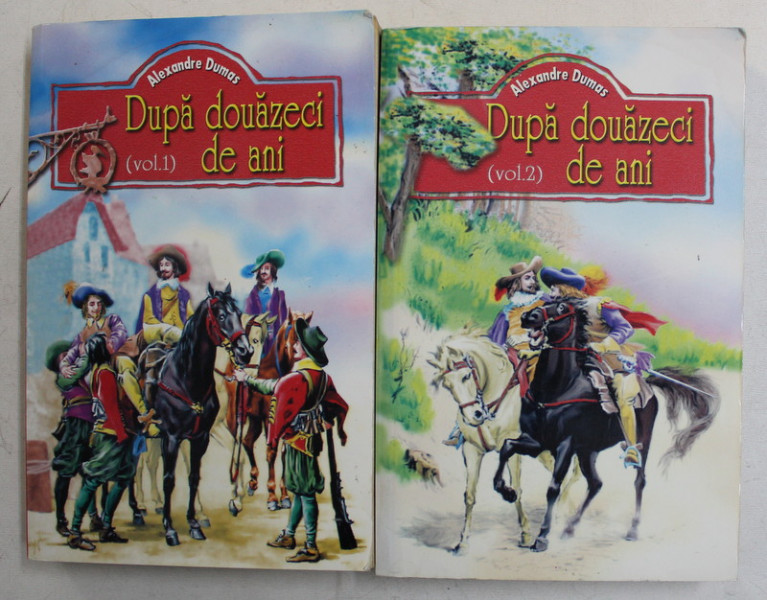 Alexandre Dumas
După douăzeci
(vol.1) de ani
Alexandre Dumas
După douăzeci
(vol.2) de ani